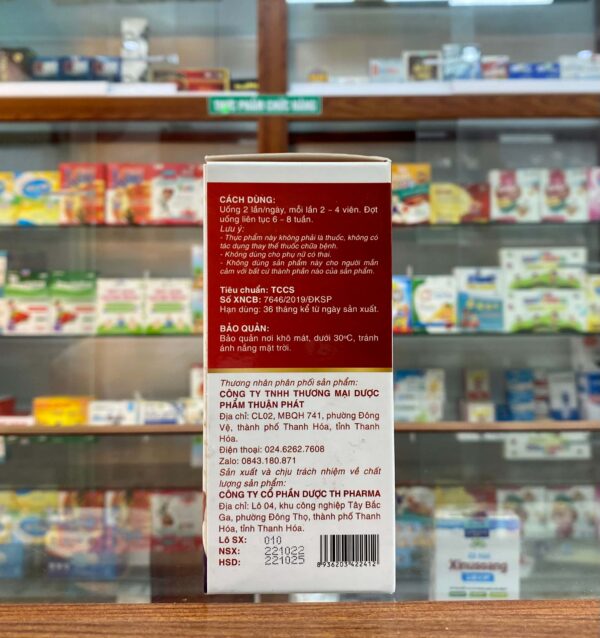 THỰC PHẨM CHỨC NĂNG
CÁCH DÙNG:
Uống 2 lần/ngày, mỗi lần 2 - 4 viên. Đợt
uống liên tục 6 - 8 tuần.
Lưu ý:
- Thực phẩm này không phải là thuốc, không có
tác dụng thay thế thuốc chữa bệnh.
- Không dùng cho phụ nữ có thai.
- Không dùng sản phẩm này cho người mẫn
cảm với bất cứ thành phần nào của sản phẩm.
Tiêu chuẩn: TCCS
Số XNCB: 7646/2019/ĐKSP
Hạn dùng: 36 tháng kể từ ngày sản xuất.
BẢO QUẢN:
Bảo quản nơi khô mát, dưới 30ºC, tránh
ánh nắng mặt trời.
Thương nhân phân phối sản phẩm:
CÔNG TY TNHH THƯƠNG MẠI DƯỢC
PHẨM THUẬN PHÁT
Địa chỉ: CL02, MBQH 741, phường Đông
Vệ, thành phố Thanh Hóa, tỉnh Thanh
Hóa.
Điện thoại: 024.6262.7608
Zalo: 0843.180.871
Sản xuất và chịu trách nhiệm về chất
lượng sản phẩm:
CÔNG TY CỔ PHẦN DƯỢC TH PHARMA
Địa chỉ: Lô 04, khu công nghiệp Tây Bắc
Ga, phường Đông Thọ, thành phố Thanh
Hóa, tỉnh Thanh Hóa.
Lô SX: 010
NSX: 221022
HSD: 221025
8 936203 422412
Xinusang